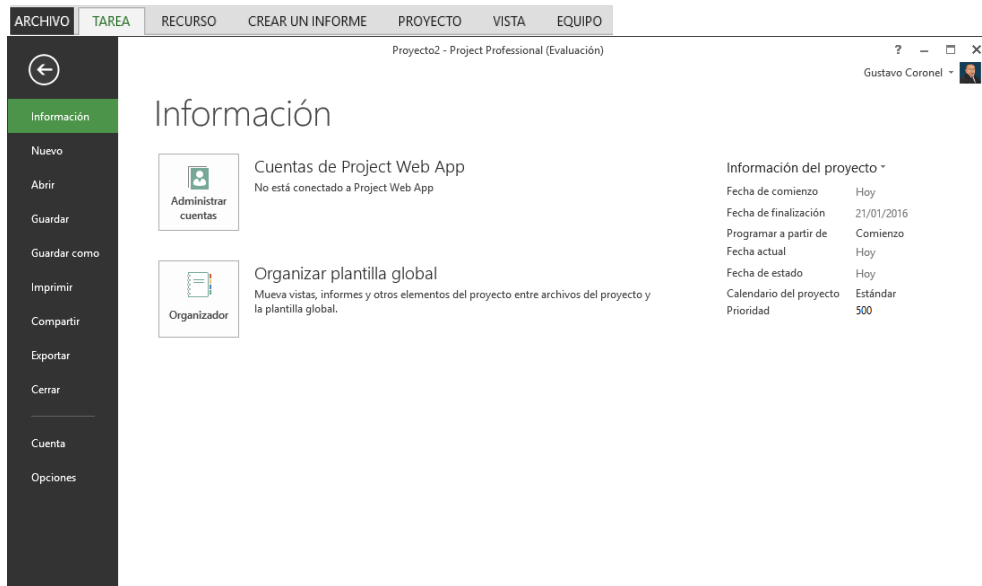 ARCHIVO TAREA RECURSO CREAR UN INFORME PROYECTO VISTA EQUIPO
Proyecto2 - Project Professional (Evaluación)
?
Gustavo Coronel
Información
Nuevo
Abrir
Guardar
Guardar como
Imprimir
Compartir
Exportar
Cerrar
Cuenta
Opciones
Información
Administrar
cuentas
Cuentas de Project Web App
No está conectado a Project Web App
Organizador
Organizar plantilla global
Mueva vistas, informes y otros elementos del proyecto entre archivos del proyecto y
la plantilla global.
Información del proyecto
Fecha de comienzo Hoy
Fecha de finalización 21/01/2016
Programar a partir de Comienzo
Fecha actual Hoy
Fecha de estado Hoy
Calendario del proyecto Estándar
Prioridad 500